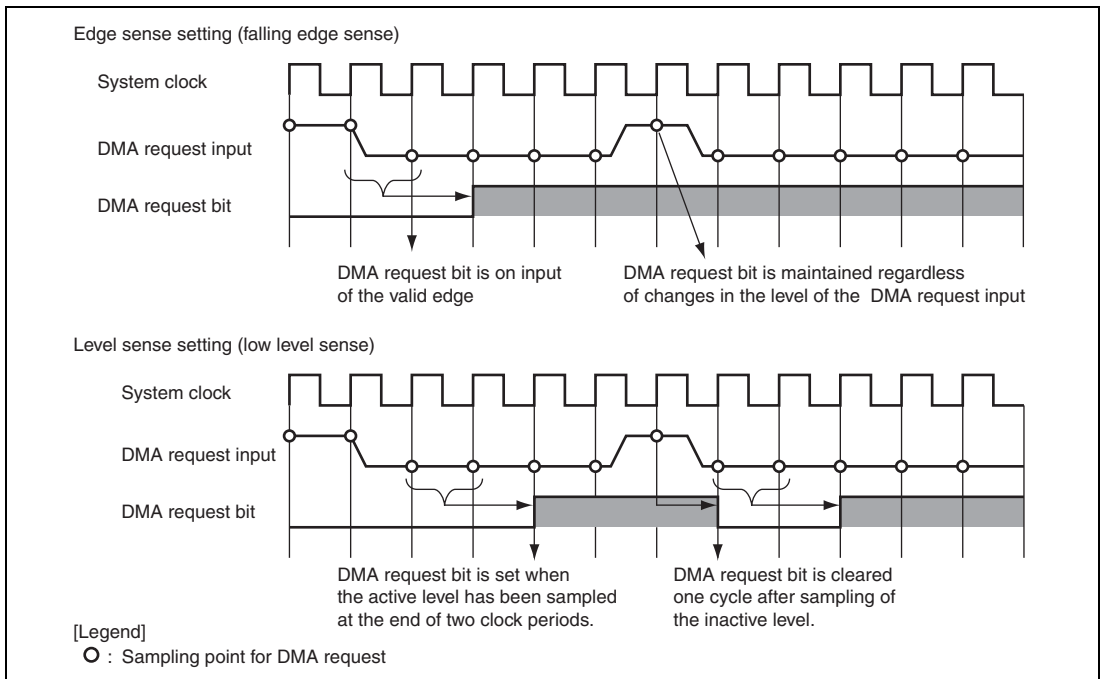 Edge sense setting (falling edge sense)
System clock
DMA request input
DMA request bit
DMA request bit is on input
of the valid edge
DMA request bit is maintained regardless
of changes in the level of the DMA request input
Level sense setting (low level sense)
System clock
DMA request input
DMA request bit
DMA request bit is set when
the active level has been sampled
at the end of two clock periods.
DMA request bit is cleared
one cycle after sampling of
the inactive level.
[Legend]
: Sampling point for DMA request